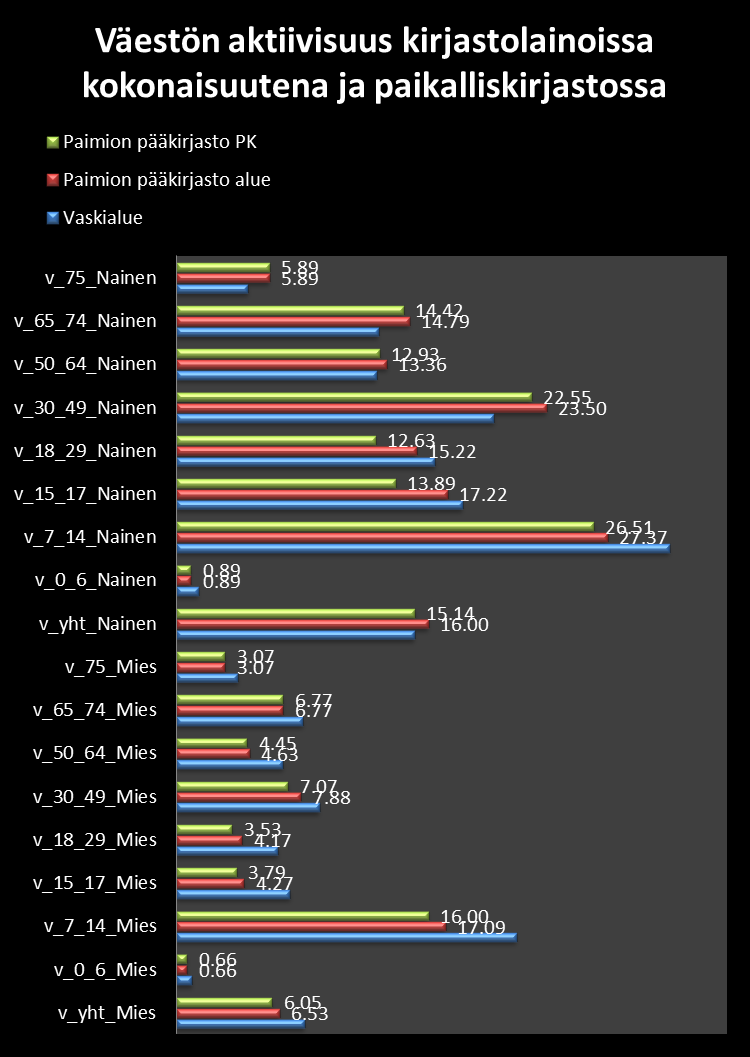 Väestön aktiivisuus kirjastolainoissa
kokonaisuutena ja paikalliskirjastossa
Paimion pääkirjasto PK
Paimion pääkirjasto alue
Vaskialue
v_75_Nainen
5.89
5.89
v_65_74_Nainen
14.42
14.79
v_50_64_Nainen
12.93
13.36
v_30_49_Nainen
22.55
23.50
v_18_29_Nainen
12.63
15.22
v_15_17_Nainen
13.89
17.22
v_7_14_Nainen
26.51
27.37
v_0_6_Nainen
0.89
0.89
v_yht_Nainen
15.14
16.00
v_75_Mies
3.07
3.07
v_65_74_Mies
6.77
6.77
v_50_64_Mies
4.45
4.63
v_30_49_Mies
7.07
7.88
v_18_29_Mies
3.53
4.17
v_15_17_Mies
3.79
4.27
v_7_14_Mies
16.00
17.09
v_0_6_Mies
0.66
0.66
v_yht_Mies
6.05
6.53